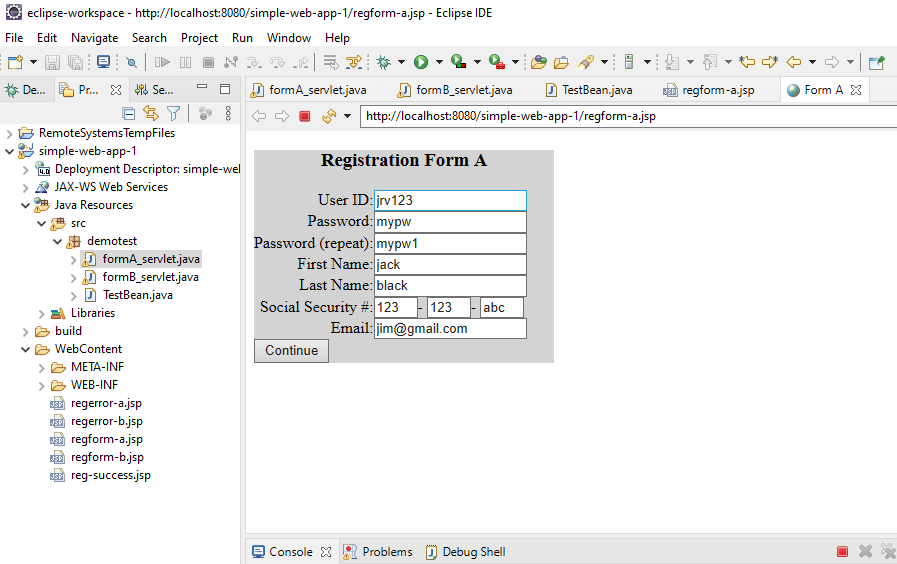 eclipse-workspace - http://localhost:8080/simple-web-app-1/regform-a.jsp - Eclipse IDE
File Edit Navigate Search Project Run Window Help
De... Pr... Se...
formA_servlet.java formB_servlet.java TestBean.java regform-a.jsp Form A
http://localhost:8080/simple-web-app-1/regform-a.jsp
RemoteSystemsTempFiles
simple-web-app-1
Deployment Descriptor: simple-wel
JAX-WS Web Services
Java Resources
src
demotest
formA_servlet.java
formB_servlet.java
TestBean.java
Libraries
build
WebContent
META-INF
WEB-INF
regerror-a.jsp
regerror-b.jsp
regform-a.jsp
regform-b.jsp
reg-success.jsp
Registration Form A
User ID: jrv123
Password: mypw
Password (repeat): mypw1
First Name: jack
Last Name: black
Social Security #: 123 - 123 - abc
Email: jim@gmail.com
Continue
Console Problems Debug Shell